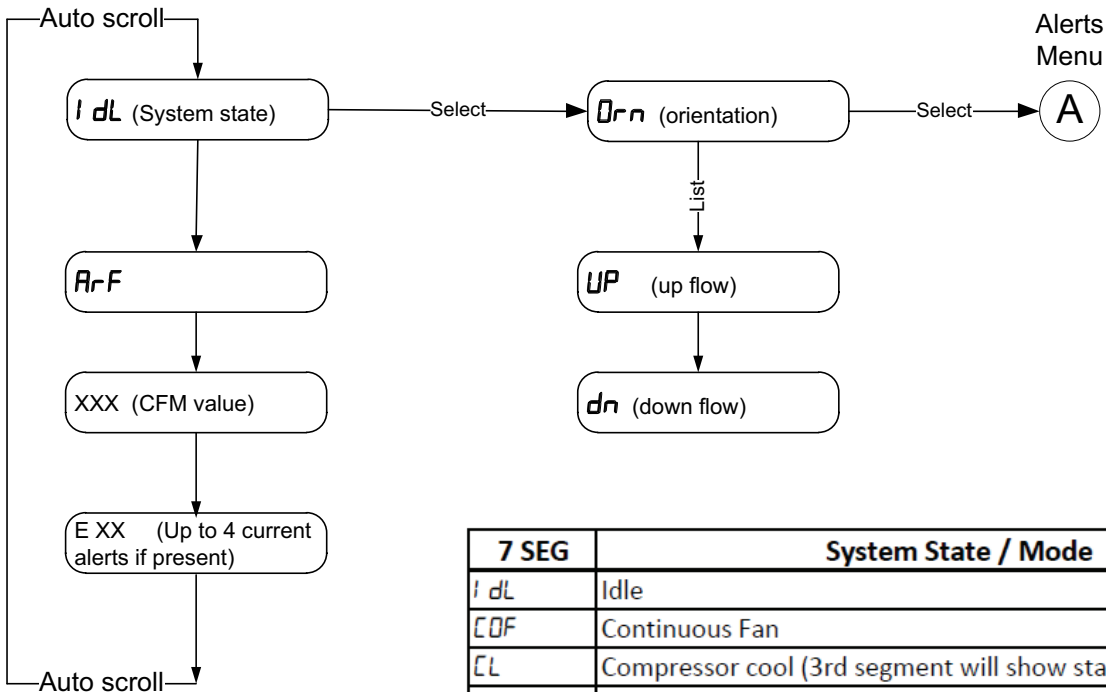 Auto scroll
Alerts
Menu
I dL (System state)
Select
Orn (orientation)
Select
A
List
ArF
UP (up flow)
XXX (CFM value)
dn (down flow)
E XX (Up to 4 current
alerts if present)
Auto scroll
7 SEG System State / Mode
I dL Idle
COF Continuous Fan
CL Compressor cool (3rd segment will show sta